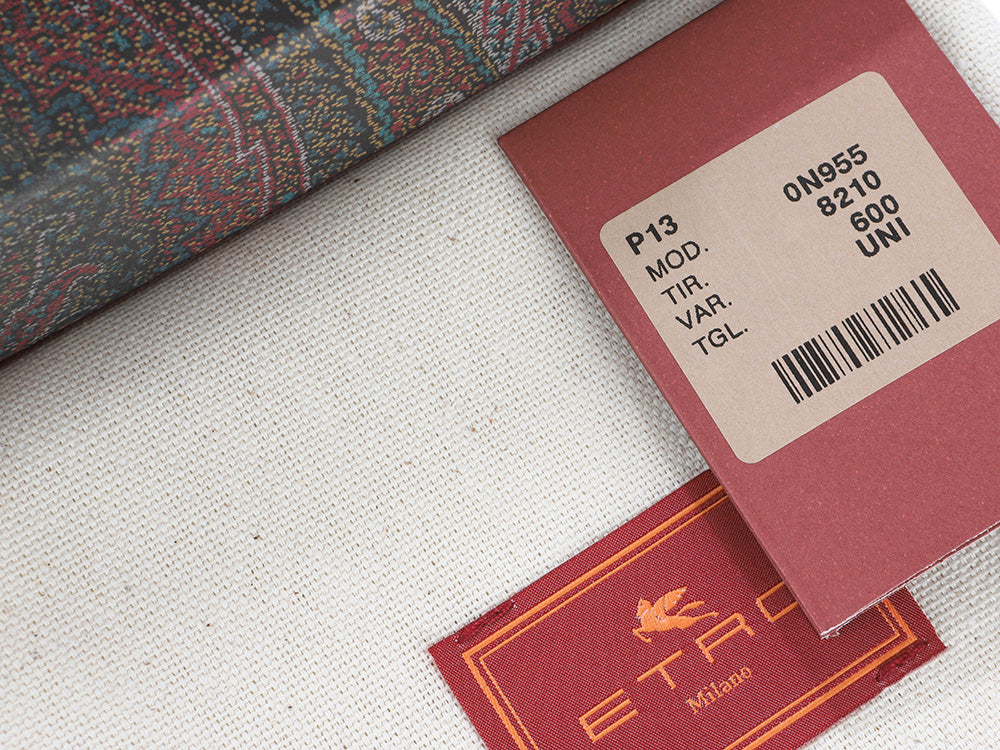 P13
MOD. 0N955
TIR. 8210
VAR. 600
TGL. UNI
ETRO
Milano